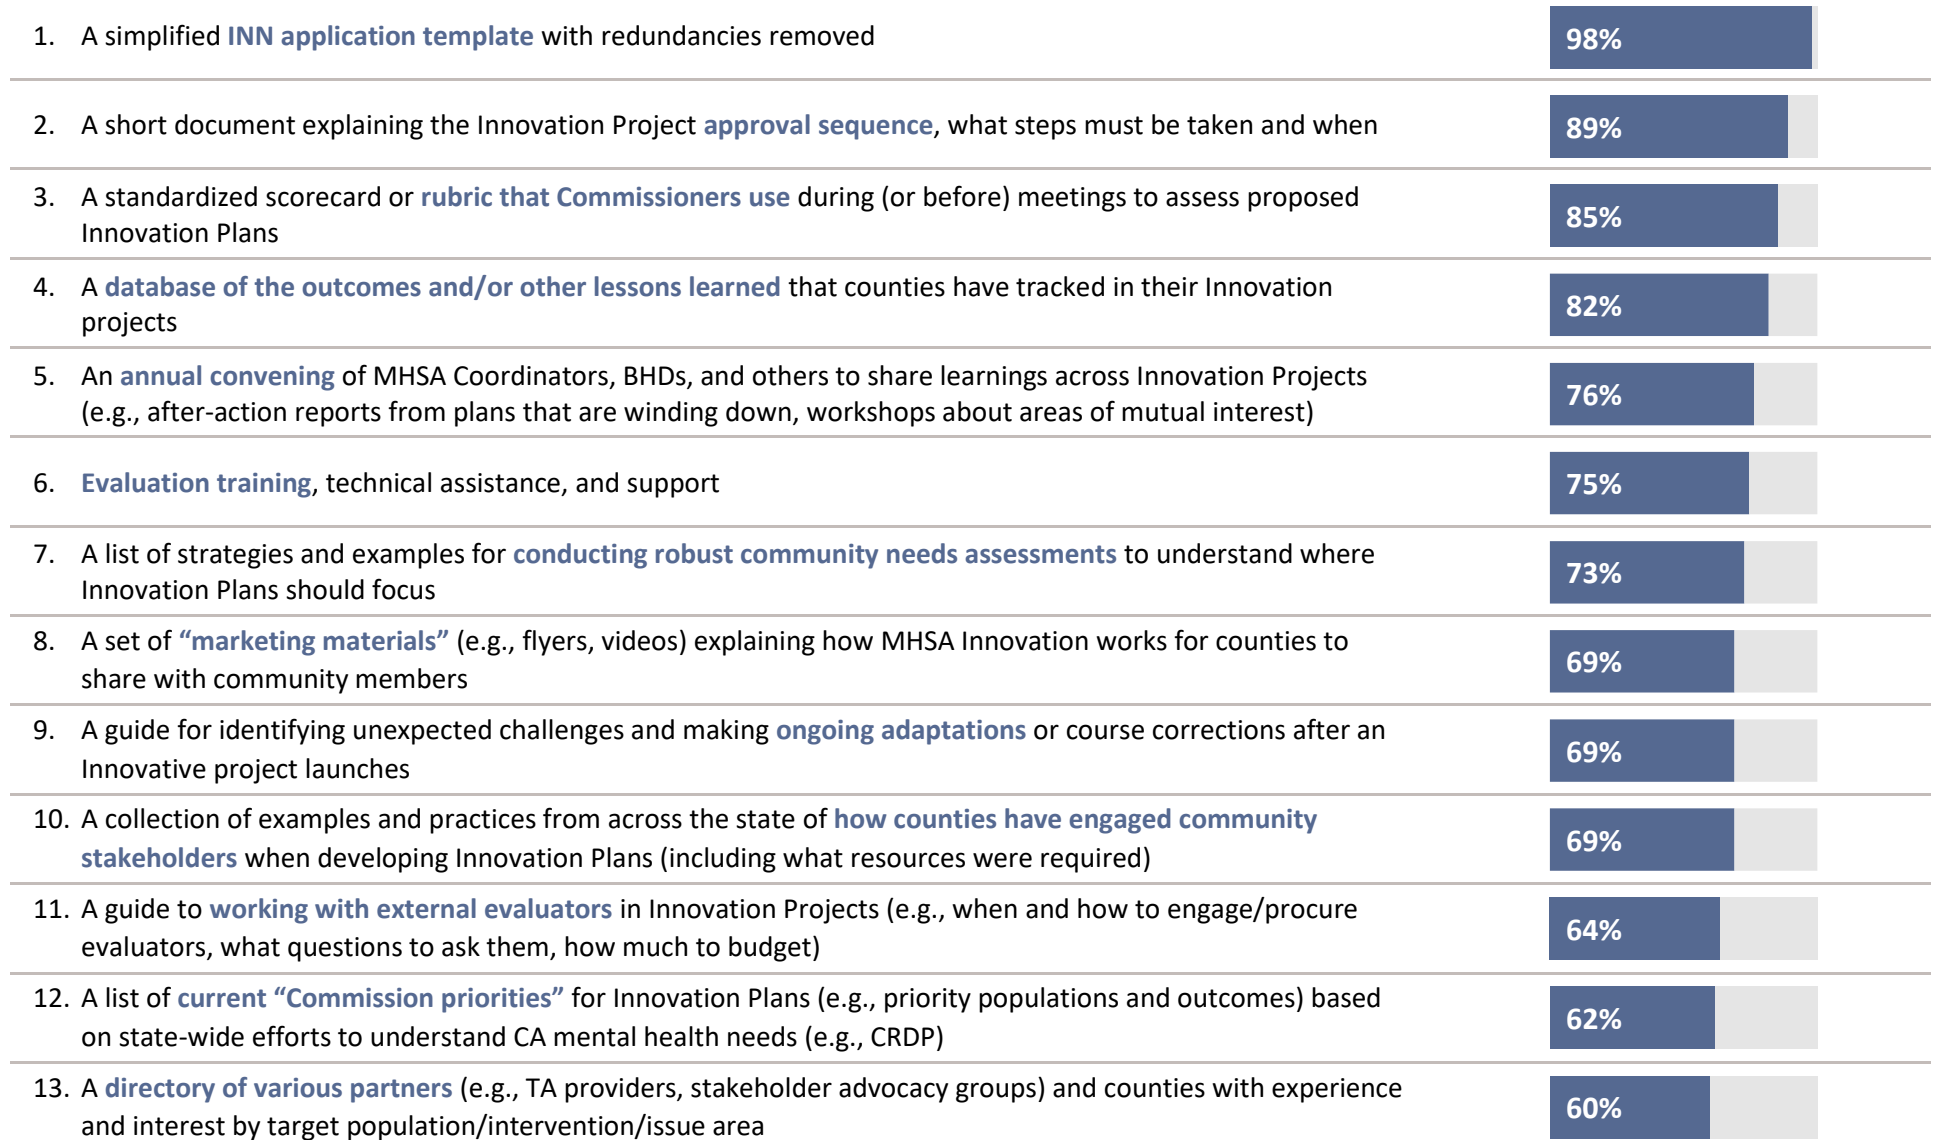 1. A simplified INN application template with redundancies removed
98%
2. A short document explaining the Innovation Project approval sequence, what steps must be taken and when
89%
3. A standardized scorecard or rubric that Commissioners use during (or before) meetings to assess proposed
Innovation Plans
85%
4. A database of the outcomes and/or other lessons learned that counties have tracked in their Innovation
projects
82%
5. An annual convening of MHSA Coordinators, BHDs, and others to share learnings across Innovation Projects
(e.g., after-action reports from plans that are winding down, workshops about areas of mutual interest)
76%
6. Evaluation training, technical assistance, and support
75%
7. A list of strategies and examples for conducting robust community needs assessments to understand where
Innovation Plans should focus
73%
8. A set of “marketing materials” (e.g., flyers, videos) explaining how MHSA Innovation works for counties to
share with community members
69%
9. A guide for identifying unexpected challenges and making ongoing adaptations or course corrections after an
Innovative project launches
69%
10. A collection of examples and practices from across the state of how counties have engaged community
stakeholders when developing Innovation Plans (including what resources were required)
69%
11. A guide to working with external evaluators in Innovation Projects (e.g., when and how to engage/procure
evaluators, what questions to ask them, how much to budget)
64%
12. A list of current “Commission priorities” for Innovation Plans (e.g., priority populations and outcomes) based
on state-wide efforts to understand CA mental health needs (e.g., CRDP)
62%
13. A directory of various partners (e.g., TA providers, stakeholder advocacy groups) and counties with experience
and interest by target population/intervention/issue area
60%